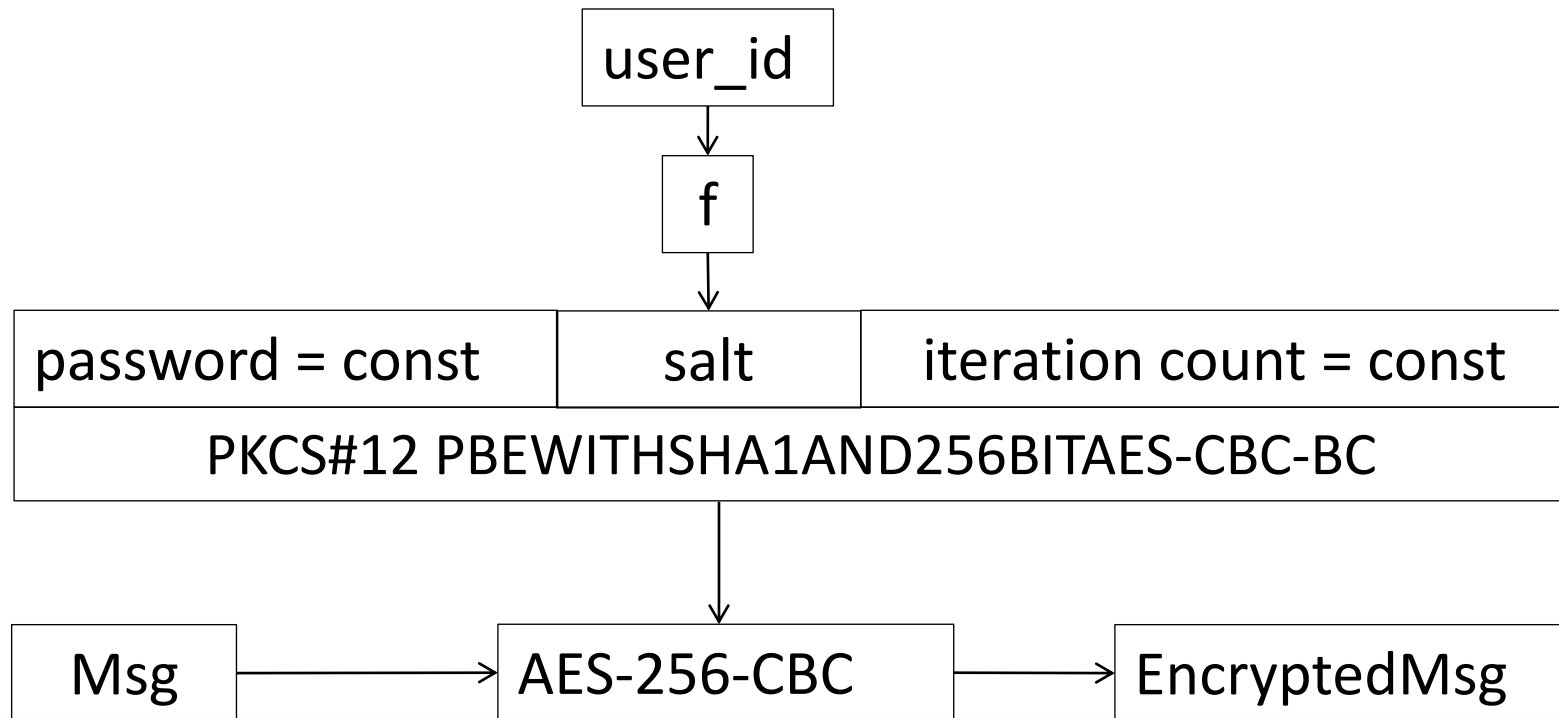 user_id
f
password = const
salt
iteration count = const
PKCS#12 PBEWITHSHA1AND256BITAES-CBC-BC
Msg
AES-256-CBC
EncryptedMsg